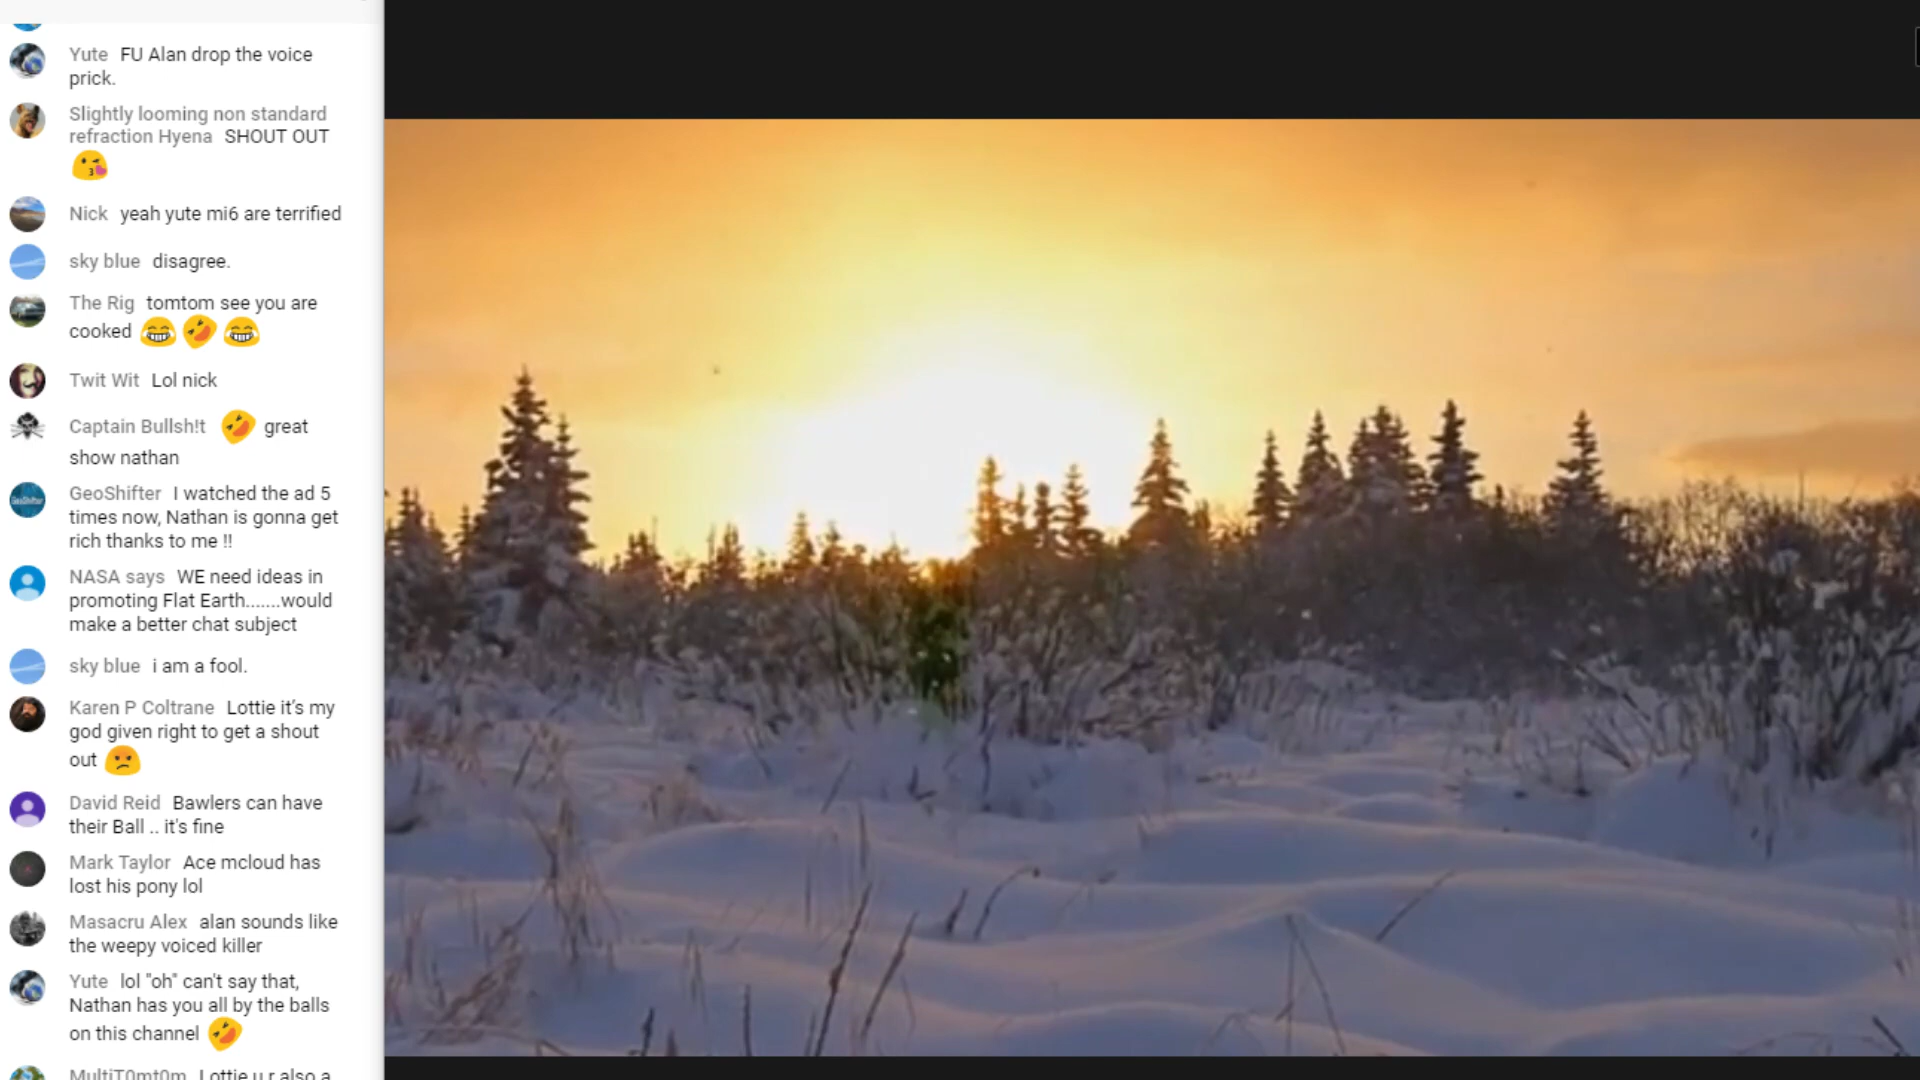 Yute FU Alan drop the voice
prick.
Slightly looming non standard
refraction Hyena SHOUT OUT
Nick yeah yute mi6 are terrified
sky blue disagree.
The Rig tomtom see you are
cooked
Twit Wit Lol nick
Captain Bullsh!t great
show nathan
GeoShifter I watched the ad 5
times now, Nathan is gonna get
rich thanks to me !!
NASA says WE need ideas in
promoting Flat Earth.......would
make a better chat subject
sky blue i am a fool.
Karen P Coltrane Lottie it's my
god given right to get a shout
out
David Reid Bawlers can have
their Ball .. it's fine
Mark Taylor Ace mcloud has
lost his pony lol
Masacru Alex alan sounds like
the weepy voiced killer
Yute lol "oh" can't say that,
Nathan has you all by the balls
on this channel
MultiT0mt0m Lottie u r also a